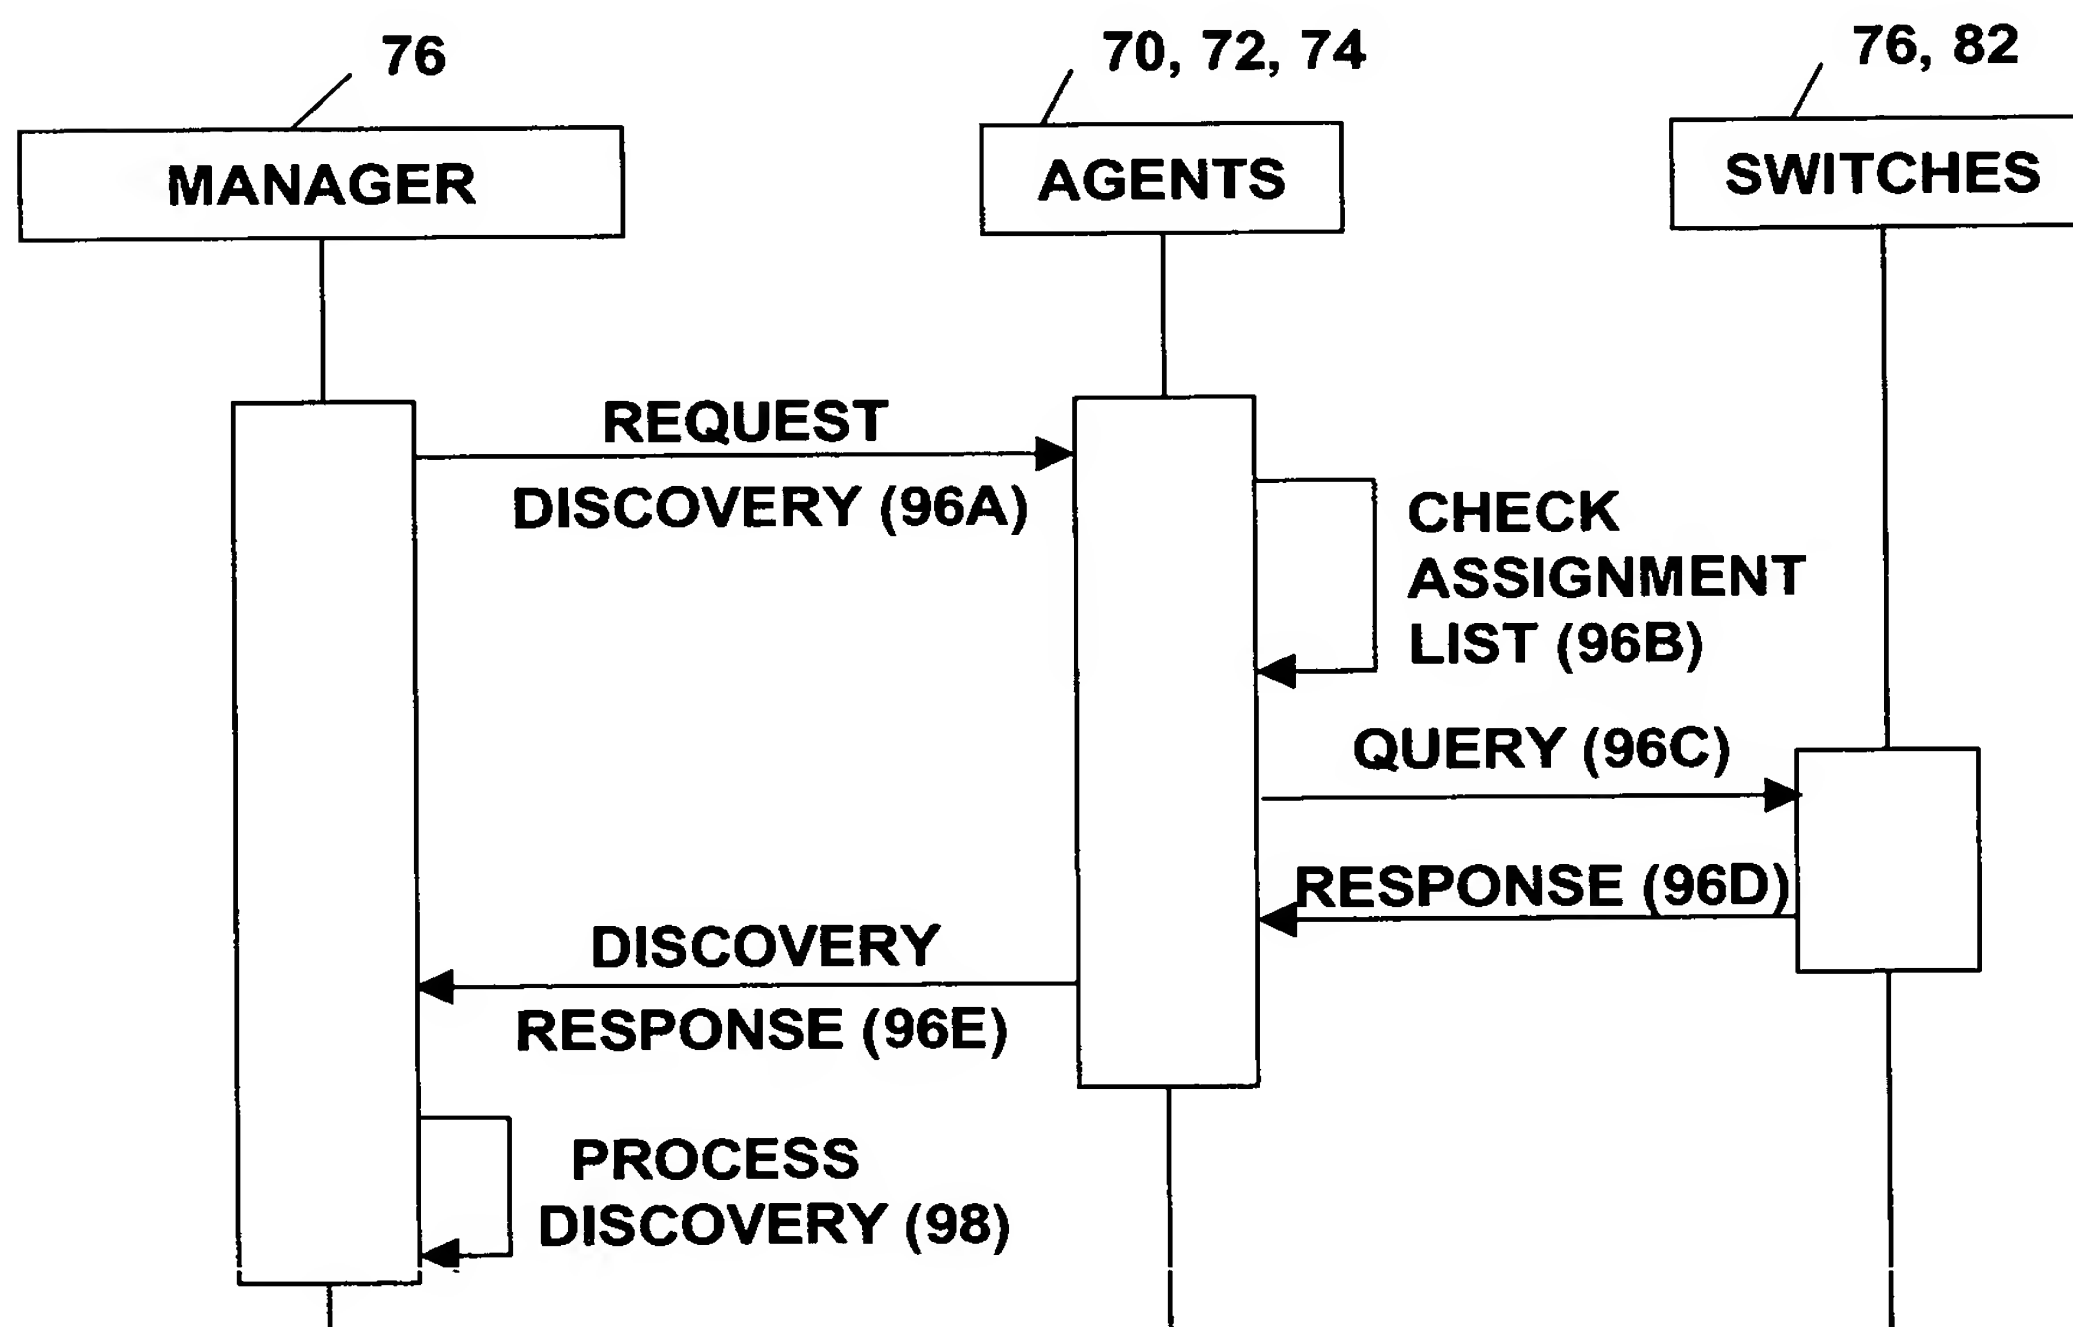 76
70, 72, 74
76, 82
MANAGER
AGENTS
SWITCHES
REQUEST
DISCOVERY (96A)
CHECK
ASSIGNMENT
LIST (96B)
QUERY (96C)
RESPONSE (96D)
DISCOVERY
RESPONSE (96E)
PROCESS
DISCOVERY (98)